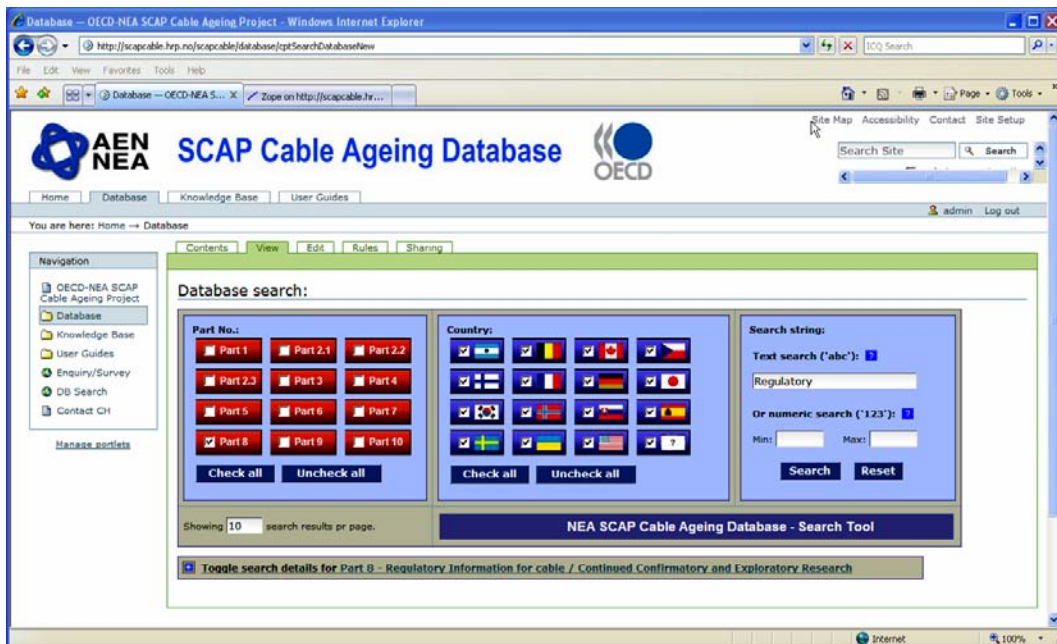 Database — OECD-NEA SCAP Cable Ageing Project - Windows Internet Explorer
http://scapcable.hrp.no/scapcable/database/cptSearchDatabaseNew
ICQ Search
File Edit View Favorites Tools Help
Database — OECD-NEA S... X Zope on http://scapcable.hr...
Page Tools
Site Map Accessibility Contact Site Setup
AEN
NEA
SCAP Cable Ageing Database
OECD
Search Site
Search
Home Database Knowledge Base User Guides
admin Log out
You are here: Home → Database
Navigation
OECD-NEA SCAP
Cable Ageing Project
Database
Knowledge Base
User Guides
Enquiry/Survey
DB Search
Contact CH
Manage portlets
Contents View Edit Rules Sharing
Database search:
Part No.:
Part 1 Part 2.1 Part 2.2
Part 2.3 Part 3 Part 4
Part 5 Part 6 Part 7
Part 8 Part 9 Part 10
Check all Uncheck all
Country:
?
Check all Uncheck all
Search string:
Text search ('abc'): ?
Regulatory
Or numeric search ('123'): ?
Min: Max:
Search Reset
Showing 10 search results pr page.
NEA SCAP Cable Ageing Database - Search Tool
Toggle search details for Part 8 - Regulatory Information for cable / Continued Confirmatory and Exploratory Research
Internet 100%